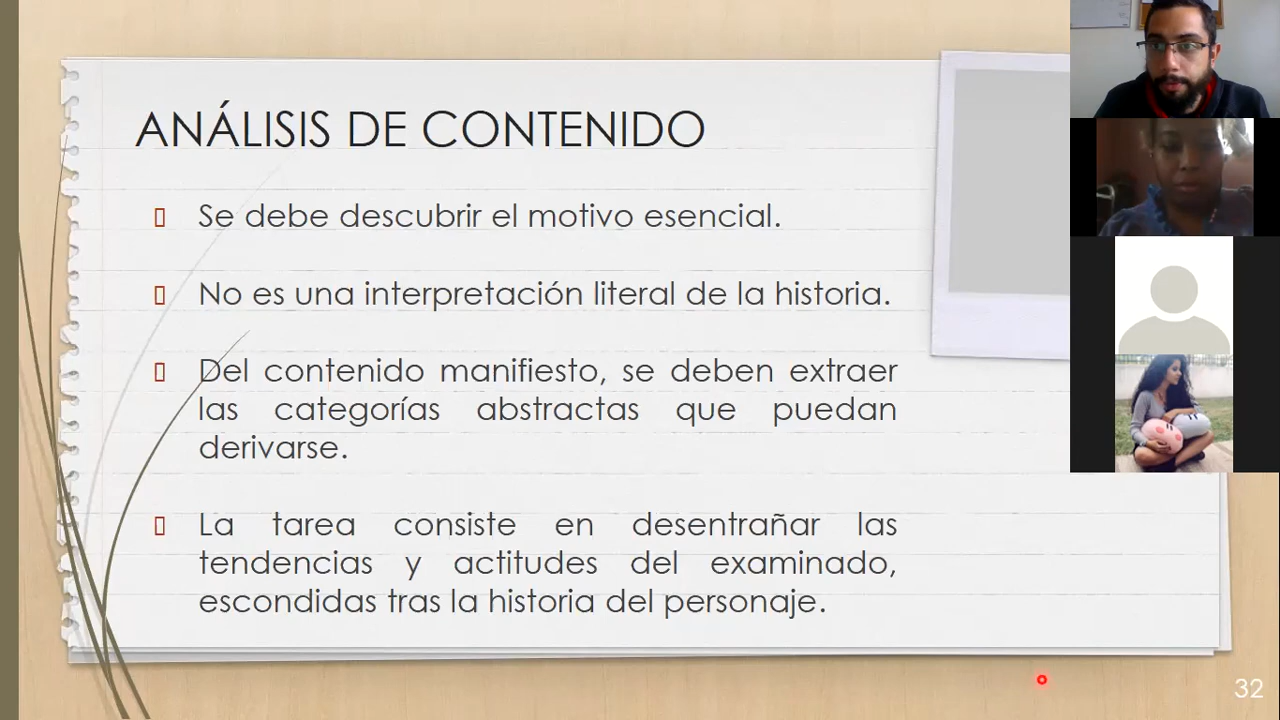 ANÁLISIS DE CONTENIDO
Se debe descubrir el motivo esencial.
No es una interpretación literal de la historia.
Del contenido manifiesto, se deben extraer
las categorías abstractas que puedan
derivarse.
La tarea consiste en desentrañar las
tendencias y actitudes del examinado,
escondidas tras la historia del personaje.
32